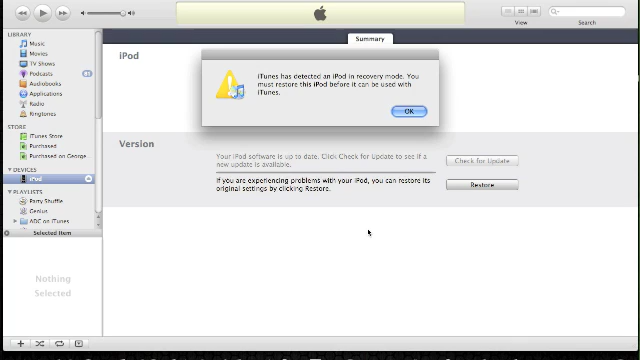 View
Search
LIBRARY
Music
Movies
TV Shows
Podcasts
Audiobooks
Applications
Radio
Ringtones
STORE
iTunes Store
Purchased
Purchased on George
DEVICES
iPod
PLAYLISTS
Party Shuffle
Genius
ADC on iTunes
Selected Item
Nothing
Selected
Summary
iPod
iTunes has detected an iPod in recovery mode. You
must restore this iPod before it can be used with
iTunes.
OK
Version
Your iPod software is up to date. Click Check for Update to see if a
new update is available.
Check for Update
If you are experiencing problems with your iPod, you can restore its
original settings by clicking Restore.
Restore